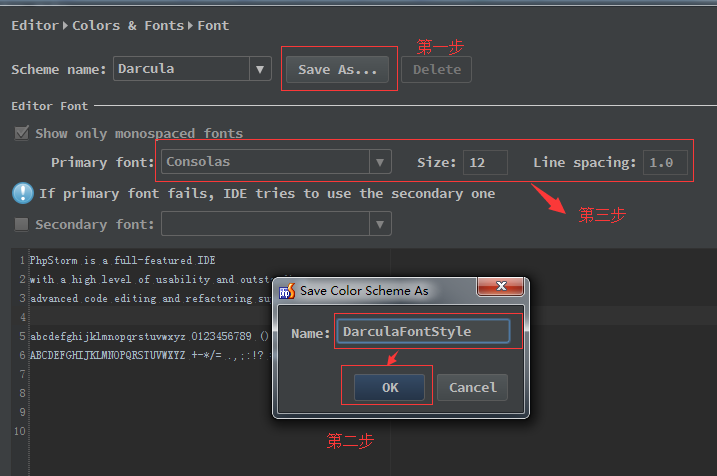 Editor ▸ Colors & Fonts ▸ Font
第一步
Scheme name: Darcula Save As... Delete
Editor Font
Show only monospaced fonts
Primary font: Consolas Size: 12 Line spacing: 1.0
If primary font fails, IDE tries to use the secondary one
第三步
Secondary font:
1 PhpStorm is a full-featured IDE
2 with a high level of usability and outst
3 advanced code editing and refactoring su
4
5 abcdefghijklmnopqrstuvwxyz 0123456789 ()
6 ABCDEFGHIJKLMNOPQRSTUVWXYZ +-*/= .,;:!?
7
8
9
10
Save Color Scheme As
Name: DarculaFontStyle
OK Cancel
第二步